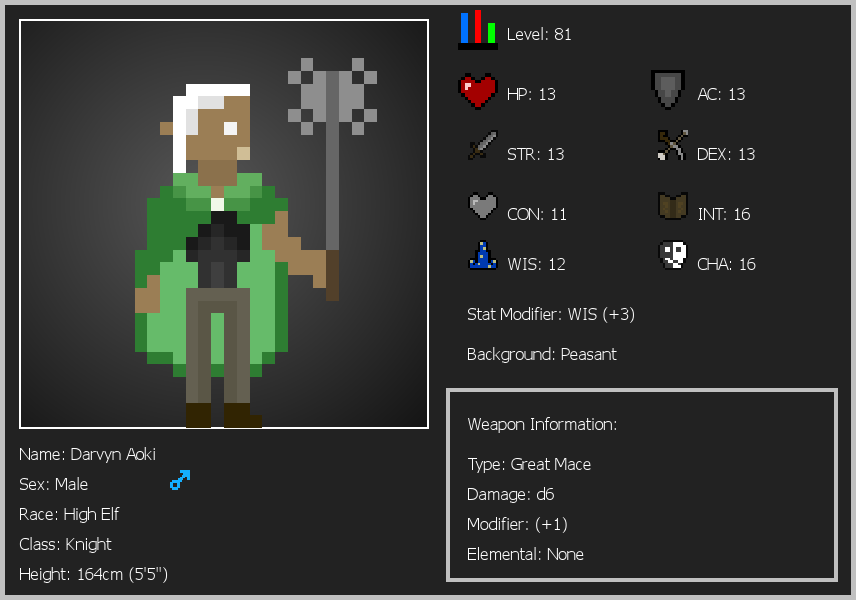 Level: 81
HP: 13
AC: 13
STR: 13
DEX: 13
CON: 11
INT: 16
WIS: 12
CHA: 16
Stat Modifier: WIS (+3)
Background: Peasant
Weapon Information:
Type: Great Mace
Damage: d6
Modifier: (+1)
Elemental: None
Name: Darvyn Aoki
Sex: Male
Race: High Elf
Class: Knight
Height: 164cm (5'5")